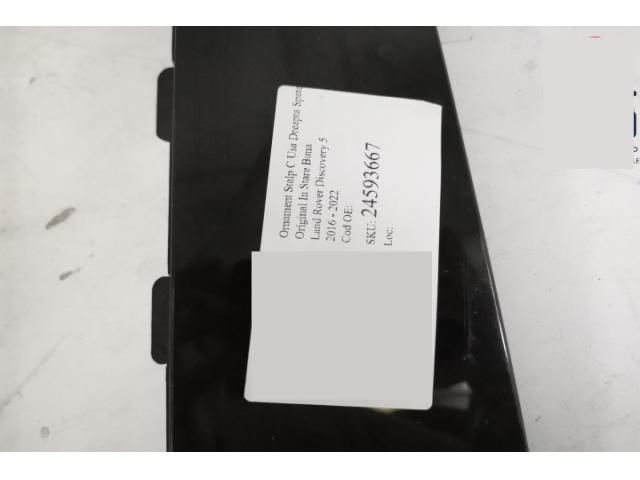 Ornament Stalp C Usa Dreapta Spate
Original In Stare Buna
Land Rover Discovery 5
2016 - 2022
Cod OE:
SKU: 24593667
Loc: